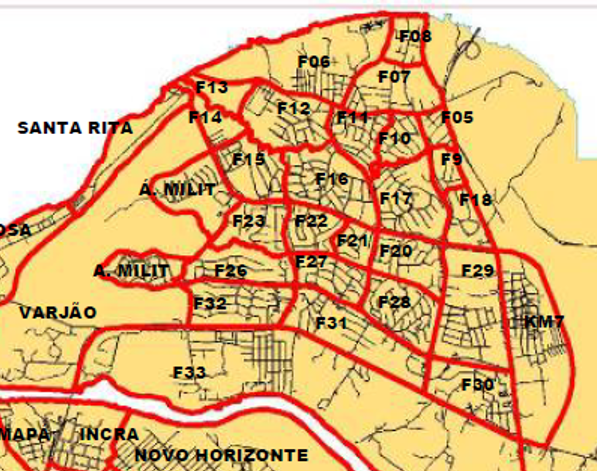 F08
F06
F07
F13
F12
F14
F11
F05
F10
SANTA RITA
F15
F9
F16
Á. MILIT
F17
F18
F23
F22
OSA
F21
F20
Á. MILIT
F26
F27
F29
F32
F28
VARJÃO
F31
KM7
F33
F30
MAPÁ
INCRA
NOVO HORIZONTE